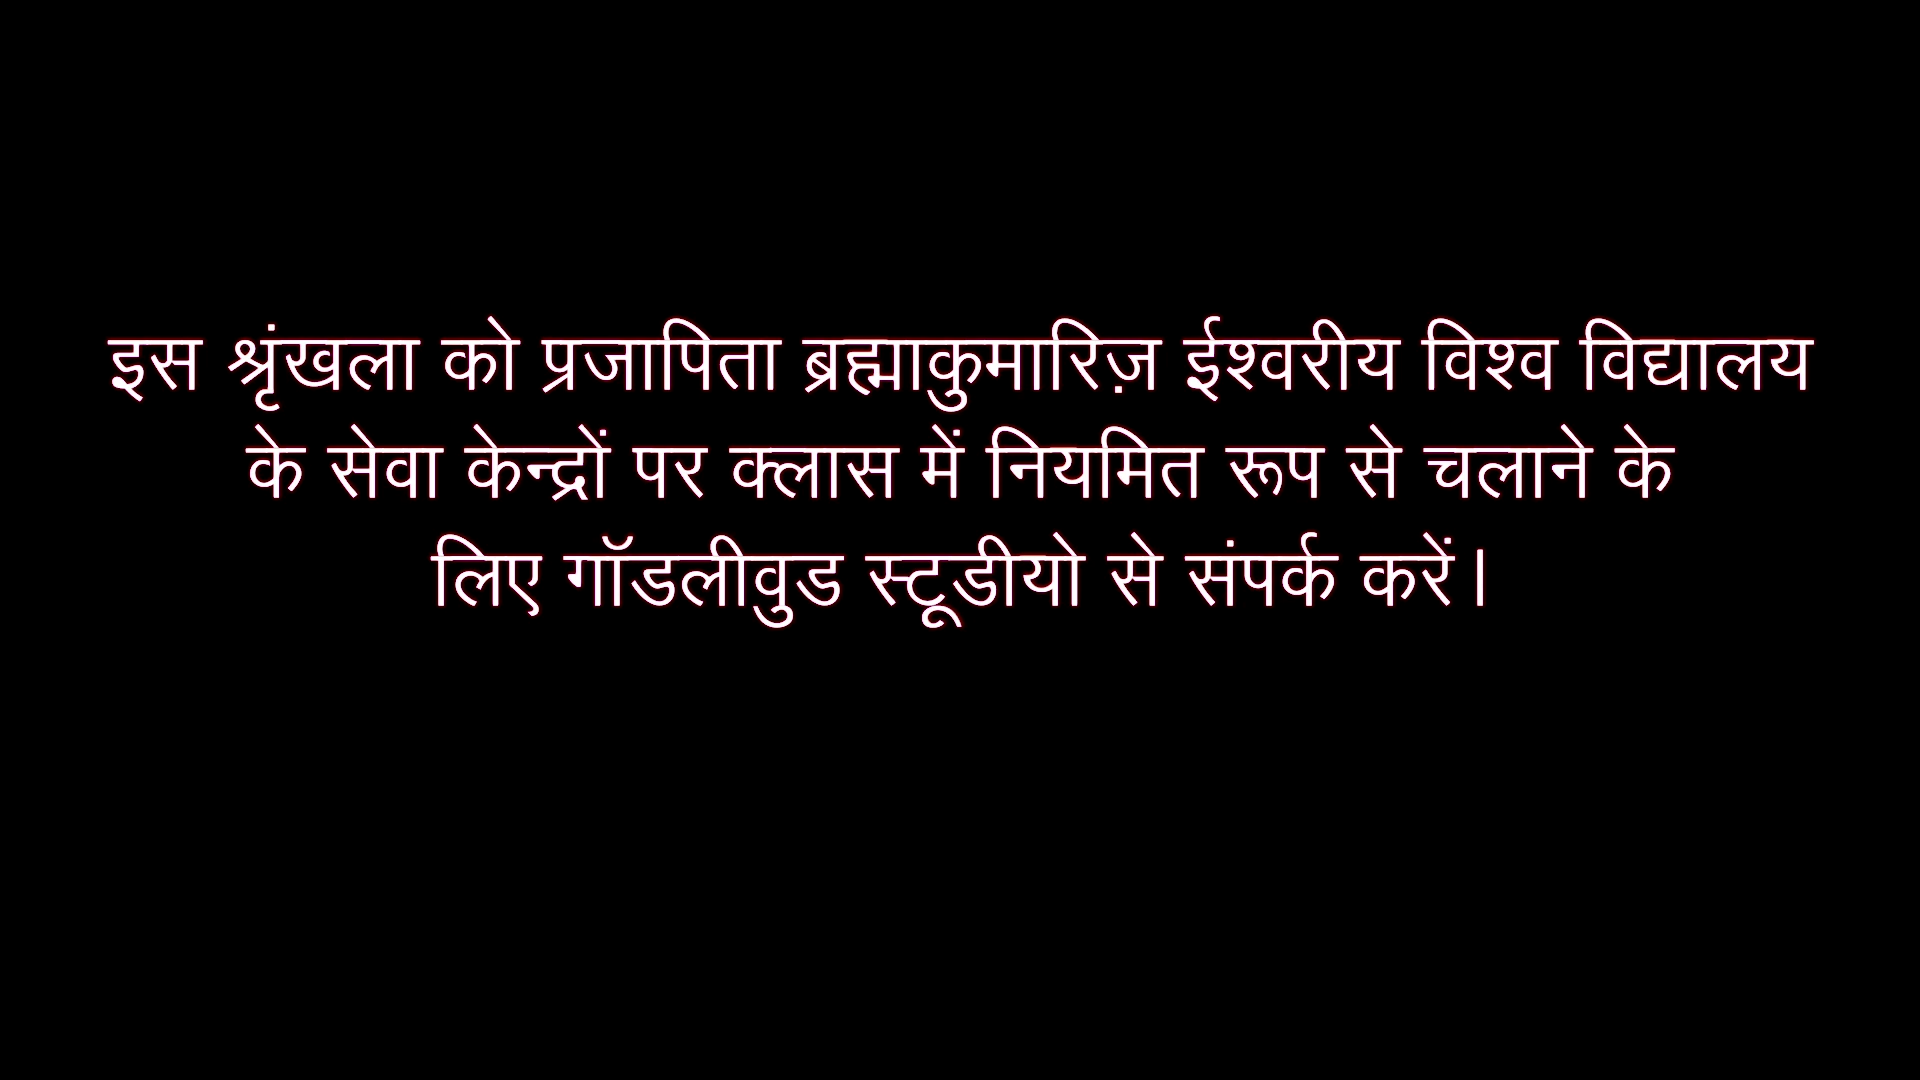 इस श्रृंखला को प्रजापिता ब्रह्माकुमारिज़ ईश्वरीय विश्व विद्यालय
के सेवा केन्द्रों पर क्लास में नियमित रूप से चलाने के
लिए गॉडलीवुड स्टूडीयो से संपर्क करें।